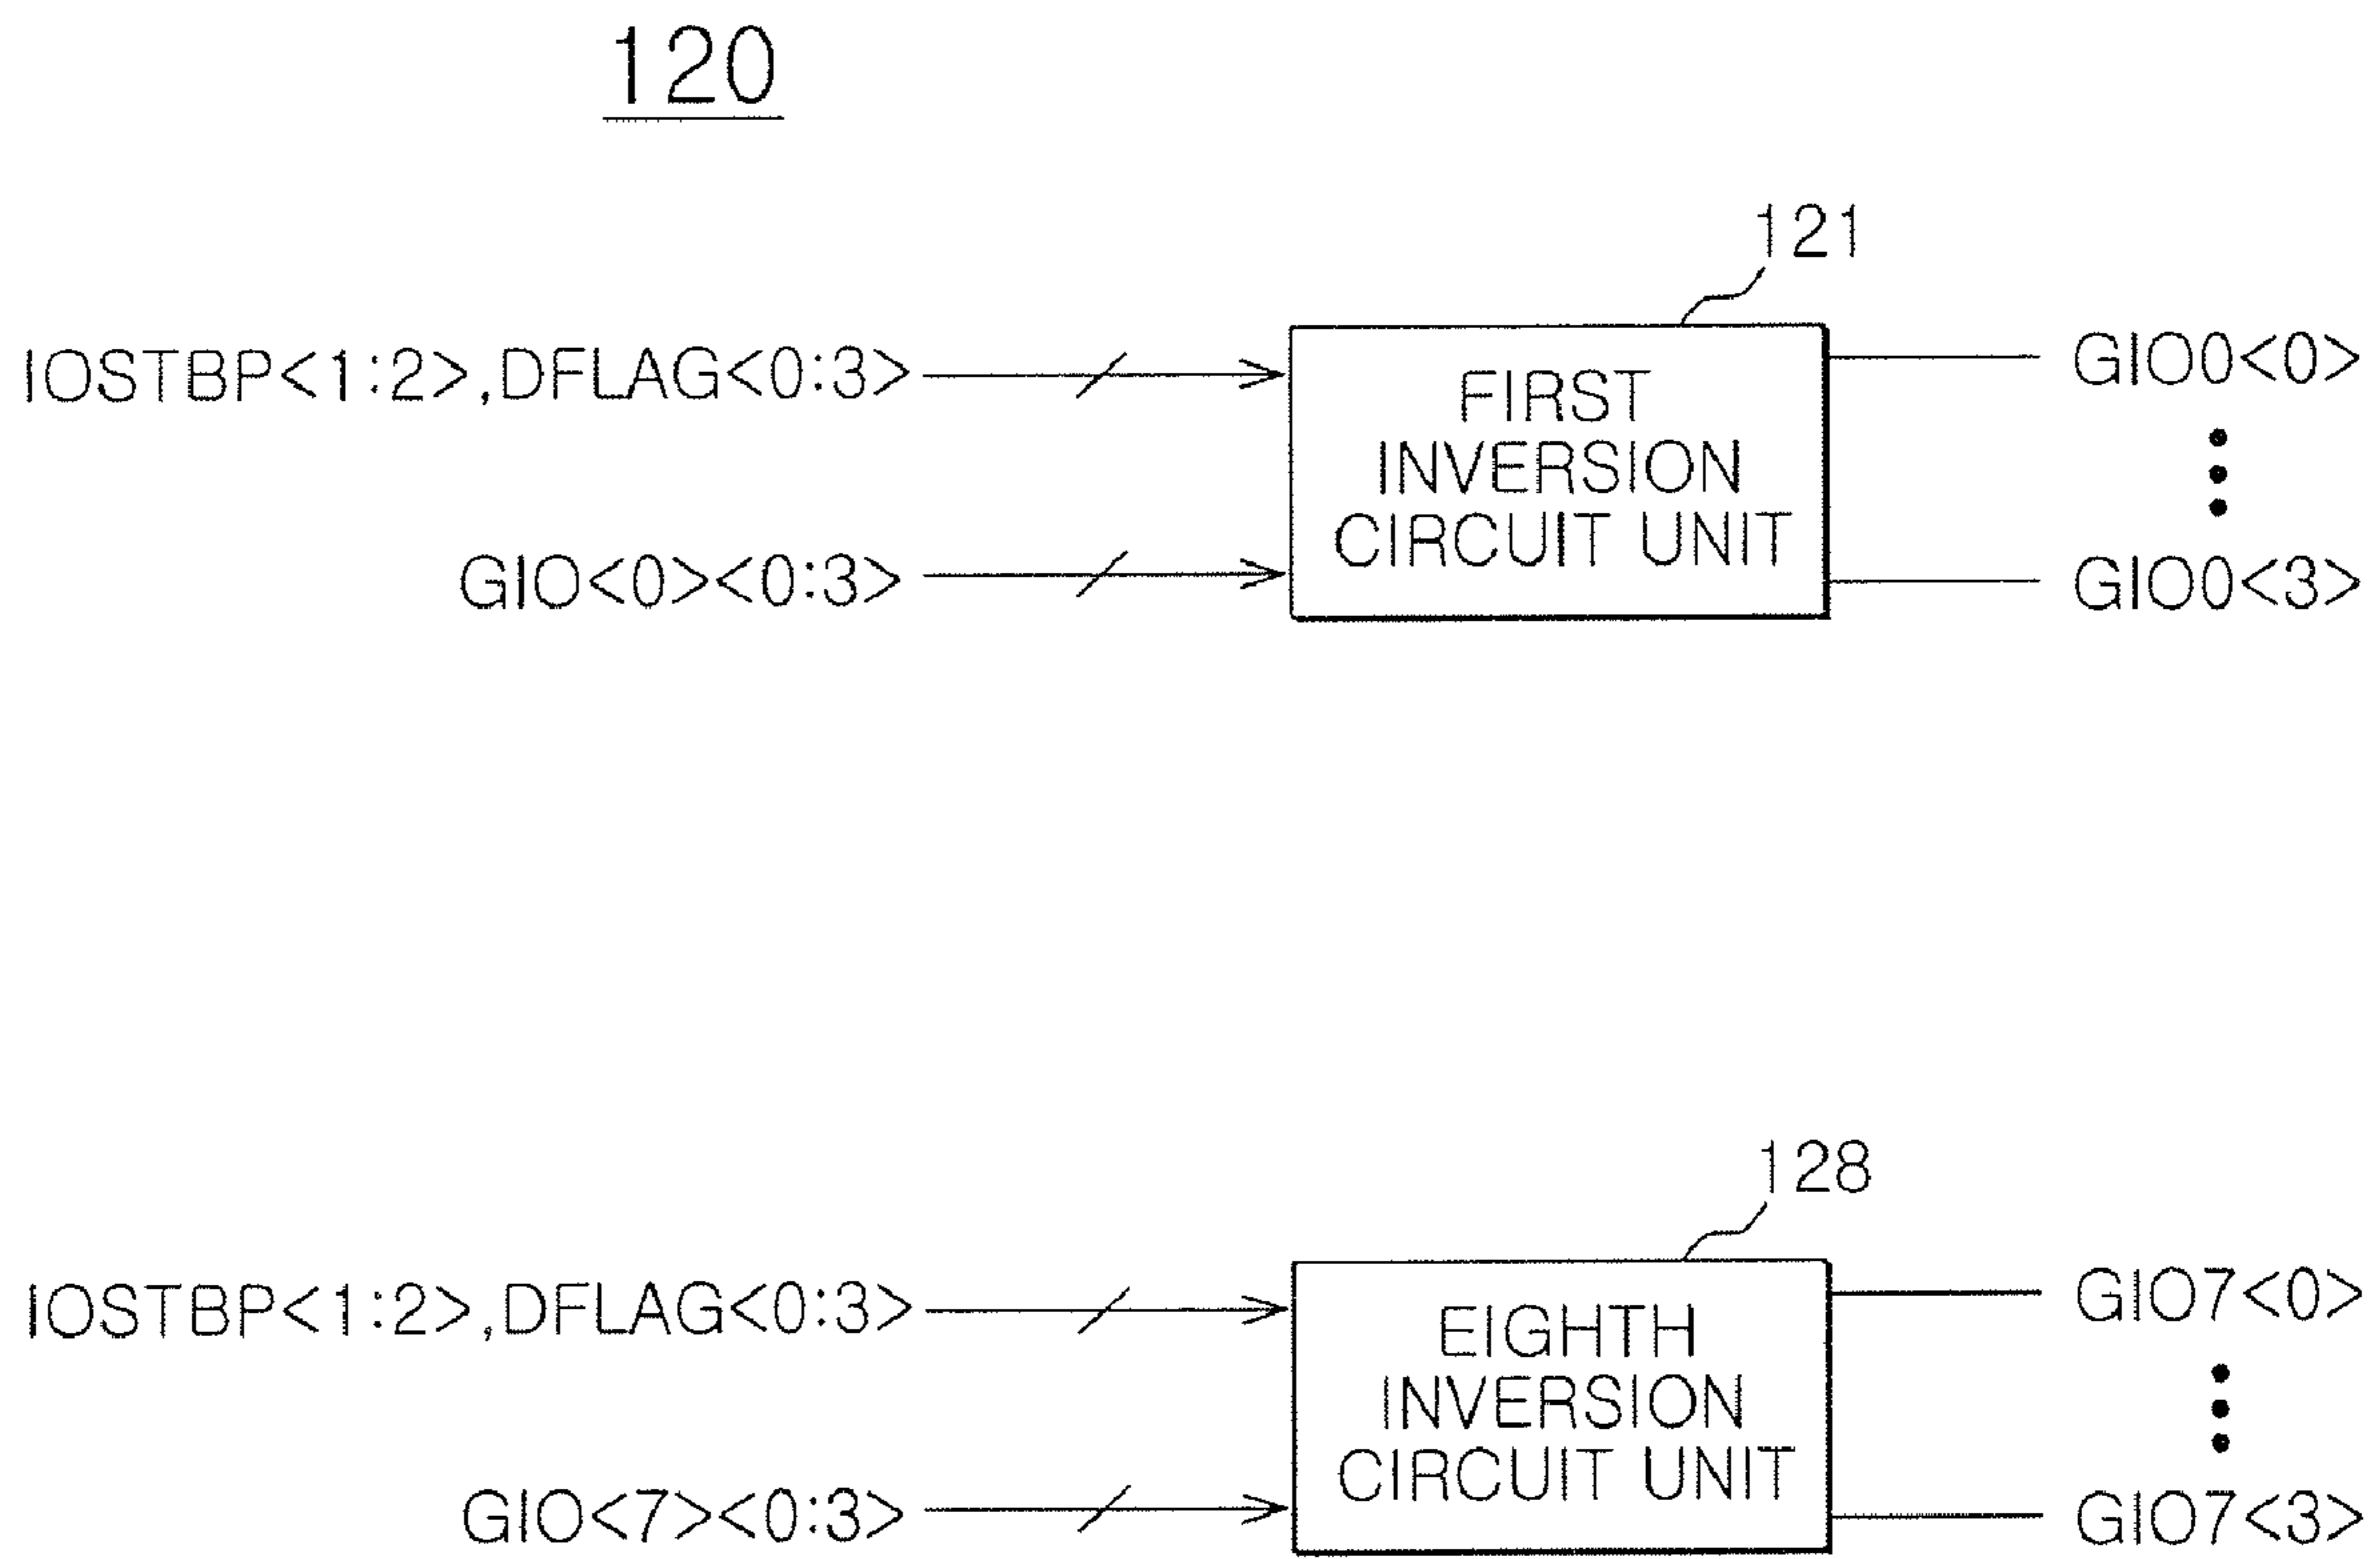 120
121
IOSTBP<1:2>,DFLAG<0:3>
GIO<0><0:3>
FIRST
INVERSION
CIRCUIT UNIT
GIO0<0>
GIO0<3>
128
IOSTBP<1:2>,DFLAG<0:3>
GIO<7><0:3>
EIGHTH
INVERSION
CIRCUIT UNIT
GIO7<0>
GIO7<3>